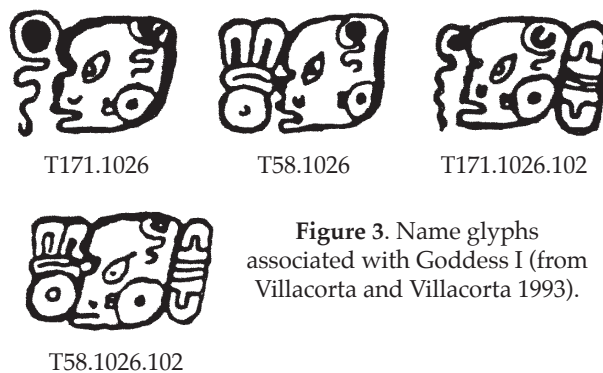 T171.1026
T58.1026
T171.1026.102
T58.1026.102
Figure 3. Name glyphs
associated with Goddess I (from
Villacorta and Villacorta 1993).